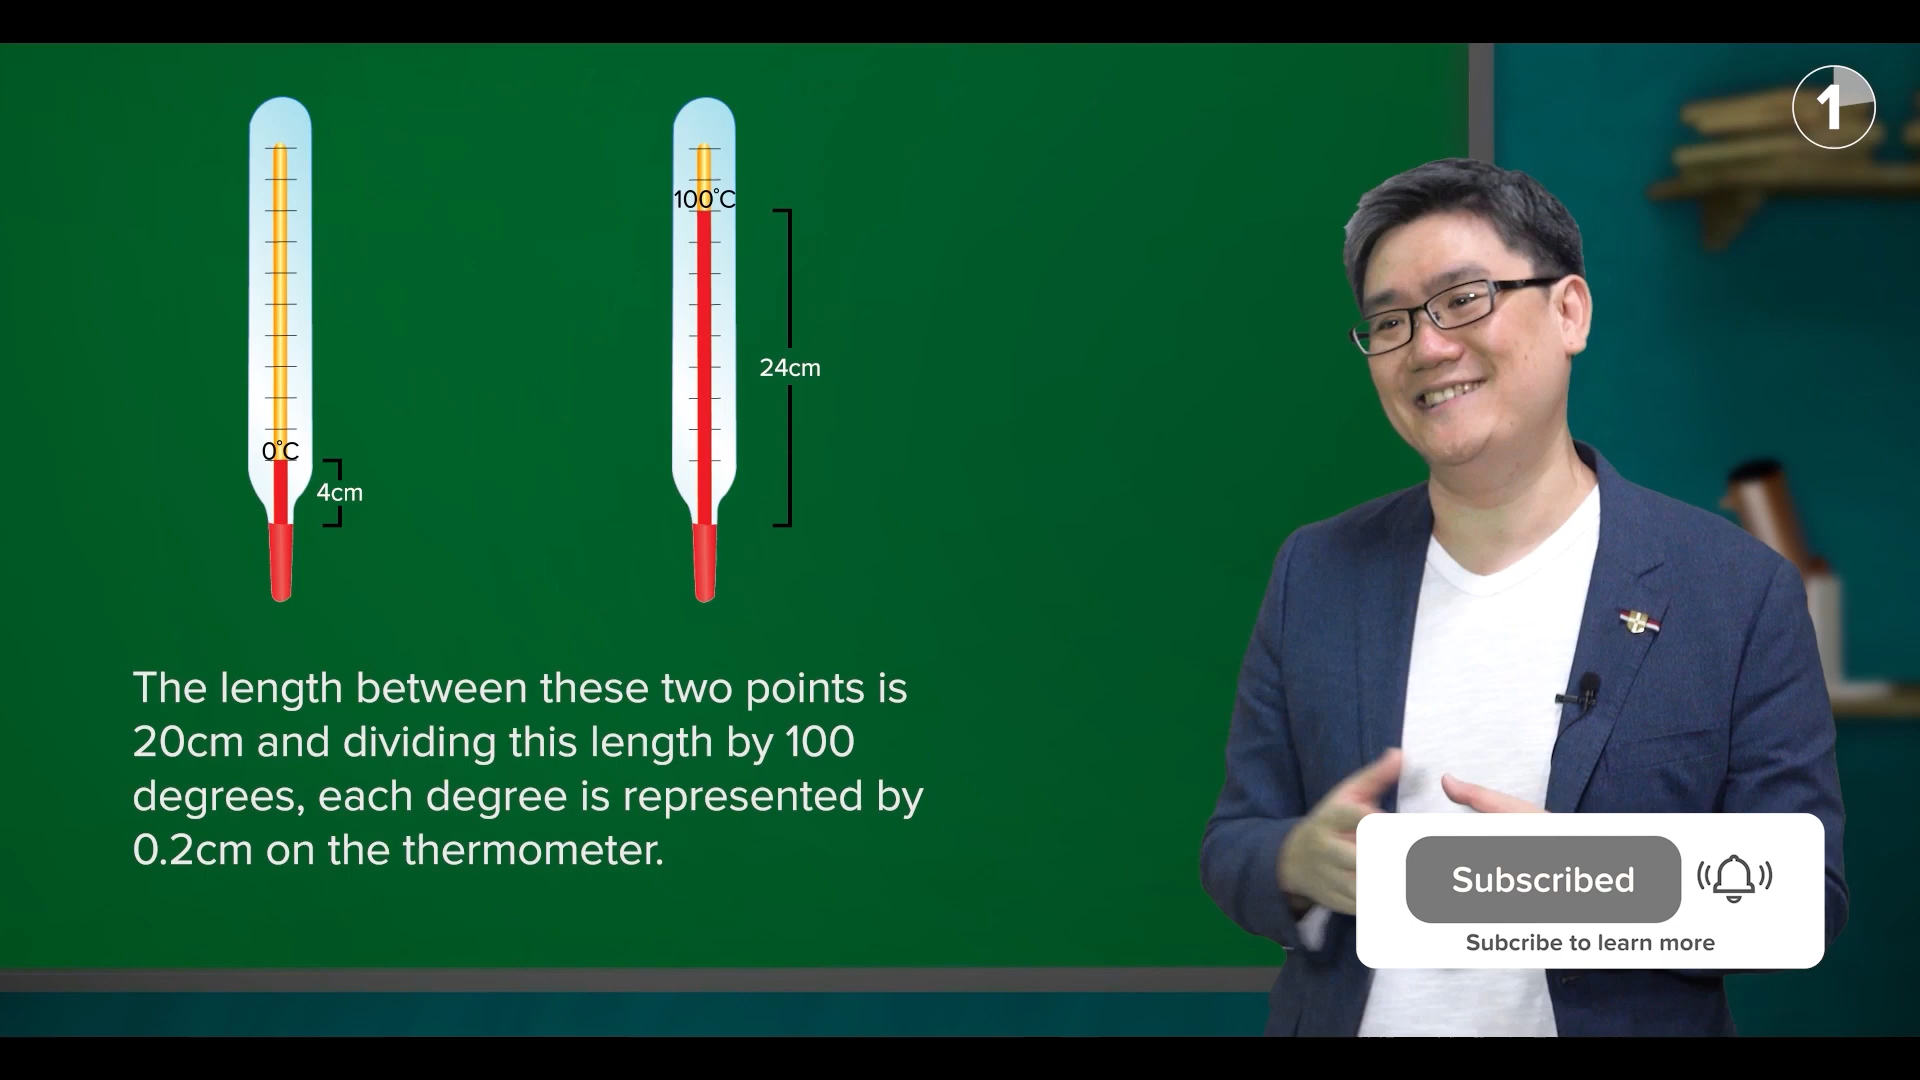 1
100°C
24cm
0°C
4cm
The length between these two points is
20cm and dividing this length by 100
degrees, each degree is represented by
0.2cm on the thermometer.
Subscribed
Subcribe to learn more